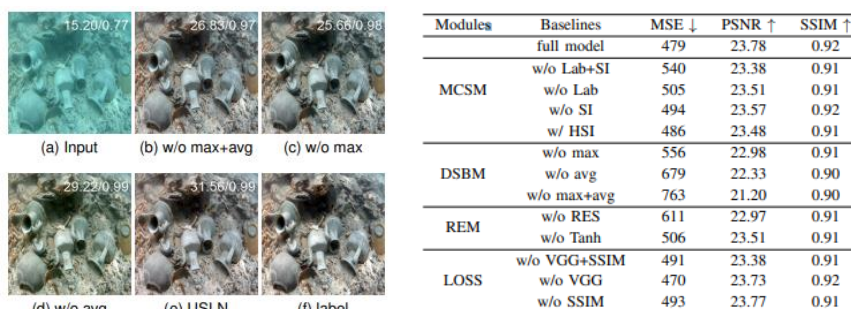 15.20/0.77 26.83/0.97 25.66/0.98
(a) Input (b) w/o max+avg (c) w/o max
29.22/0.99 31.56/0.99
(d) w/o avg (e) USLN (f) label
Modules Baselines MSE ↓ PSNR ↑ SSIM ↑
full model 479 23.78 0.92
MCSM
w/o Lab+SI 540 23.38 0.91
w/o Lab 505 23.51 0.91
w/o SI 494 23.57 0.92
w/ HSI 486 23.48 0.91
DSBM
w/o max 556 22.98 0.91
w/o avg 679 22.33 0.90
w/o max+avg 763 21.20 0.90
REM
w/o RES 611 22.97 0.91
w/o Tanh 506 23.51 0.91
LOSS
w/o VGG+SSIM 491 23.38 0.91
w/o VGG 470 23.73 0.92
w/o SSIM 493 23.77 0.91